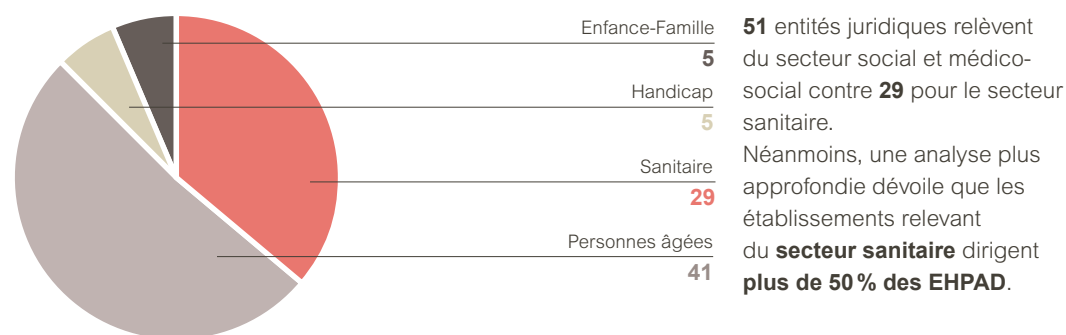 Enfance-Famille
5
Handicap
5
Sanitaire
29
Personnes âgées
41
51 entités juridiques relèvent
du secteur social et médico-
social contre 29 pour le secteur
sanitaire.
Néanmoins, une analyse plus
approfondie dévoile que les
établissements relevant
du secteur sanitaire dirigent
plus de 50 % des EHPAD.